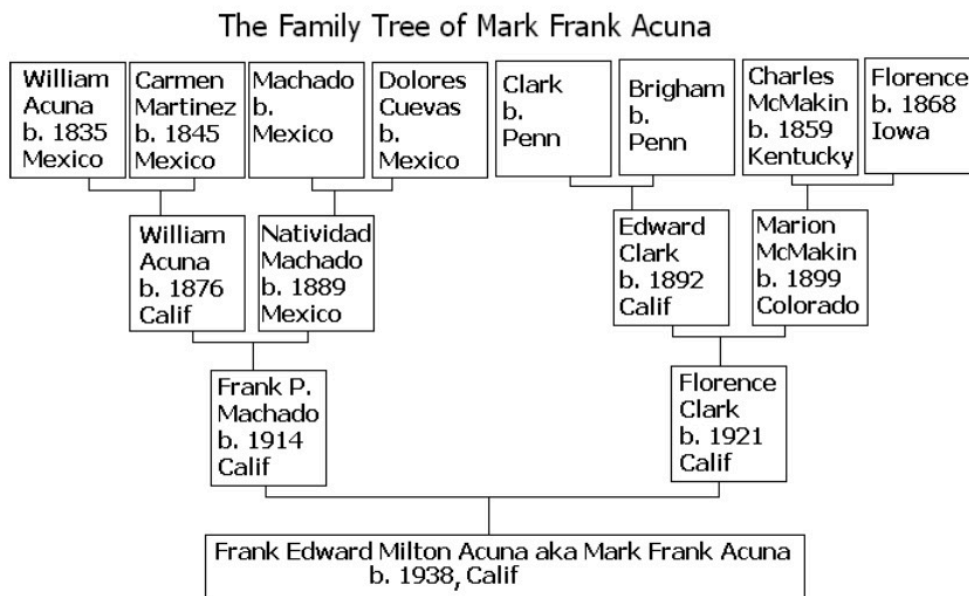 The Family Tree of Mark Frank Acuna
William
Acuna
b. 1835
Mexico
Carmen
Martinez
b. 1845
Mexico
Machado
b.
Mexico
Dolores
Cuevas
b.
Mexico
Clark
b.
Penn
Brigham
b.
Penn
Charles
McMakin
b. 1859
Kentucky
Florence
b. 1868
Iowa
William
Acuna
b. 1876
Calif
Natividad
Machado
b. 1889
Mexico
Edward
Clark
b. 1892
Calif
Marion
McMakin
b. 1899
Colorado
Frank P.
Machado
b. 1914
Calif
Florence
Clark
b. 1921
Calif
Frank Edward Milton Acuna aka Mark Frank Acuna
b. 1938, Calif